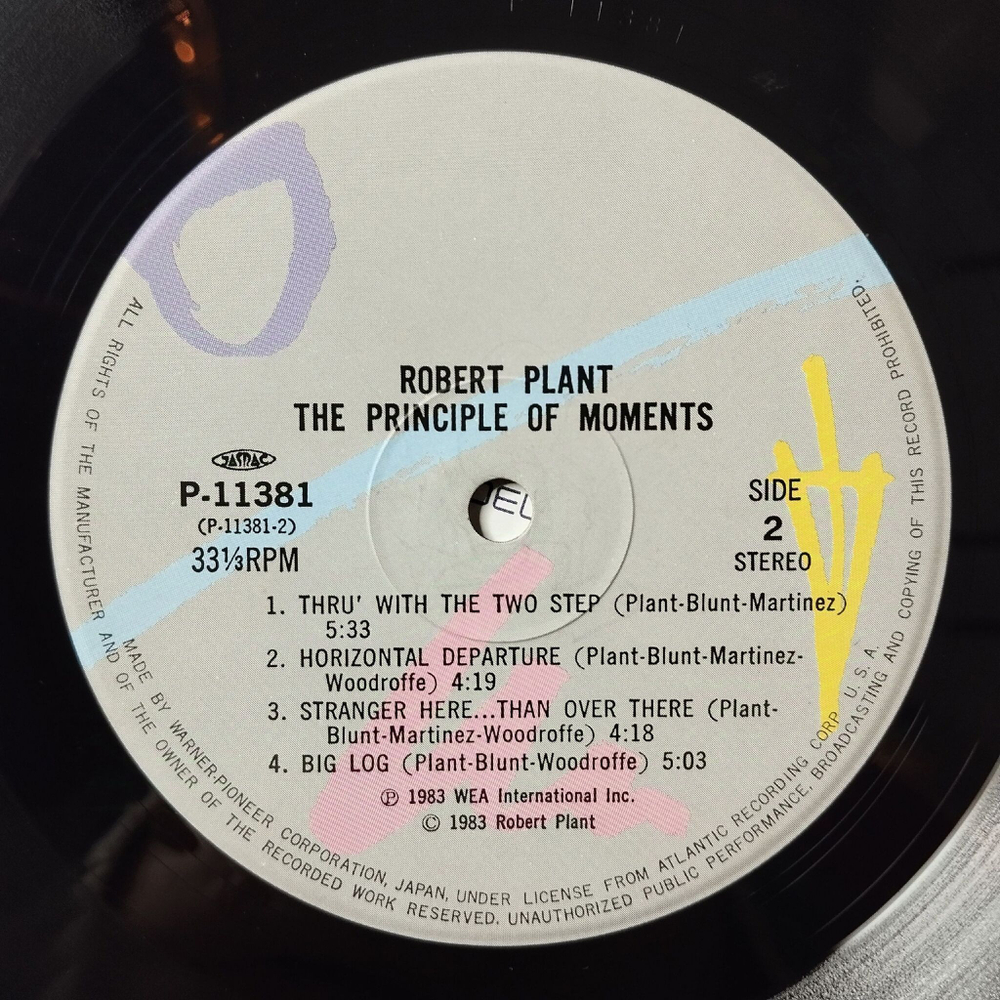 ROBERT PLANT
THE PRINCIPLE OF MOMENTS
JASRAC
P-11381
(P-11381-2)
33⅓RPM
SIDE
2
STEREO
1. THRU' WITH THE TWO STEP (Plant-Blunt-Martinez)
5:33
2. HORIZONTAL DEPARTURE (Plant-Blunt-Martinez-
Woodroffe) 4:19
3. STRANGER HERE...THAN OVER THERE (Plant-
Blunt-Martinez-Woodroffe) 4:18
4. BIG LOG (Plant-Blunt-Woodroffe) 5:03
Ⓟ 1983 WEA International Inc.
© 1983 Robert Plant
MADE BY WARNER-PIONEER CORPORATION, JAPAN, UNDER LICENSE FROM ATLANTIC RECORDING CORP. U. S. A.
ALL RIGHTS OF THE MANUFACTURER AND OF THE OWNER OF THE RECORDED WORK RESERVED. UNAUTHORIZED PUBLIC PERFORMANCE, BROADCASTING AND COPYING OF THIS RECORD PROHIBITED.